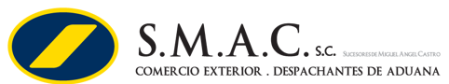 S.M.A.C. S.C. SUCESORES DE MIGUEL ANGEL CASTRO
COMERCIO EXTERIOR . DESPACHANTES DE ADUANA